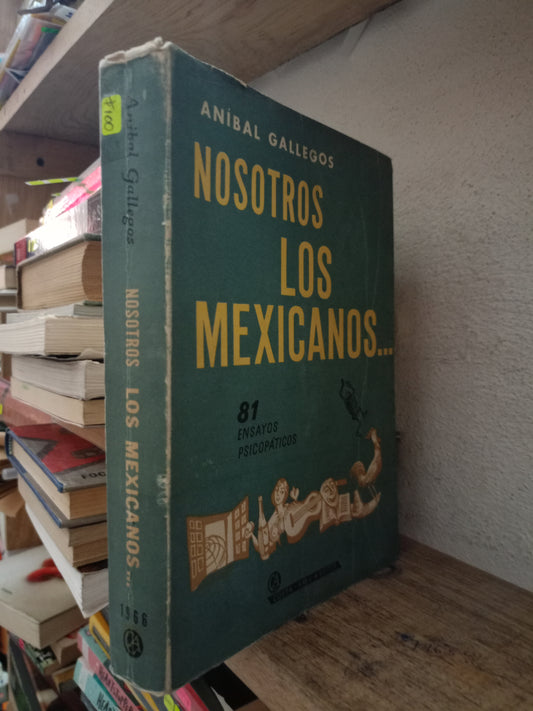 ANÍBAL GALLEGOS
NOSOTROS
LOS
MEXICANOS...
81
ENSAYOS
PSICOPÁTICOS
Aníbal Gallegos
NOSOTROS LOS MEXICANOS...
1966
$100